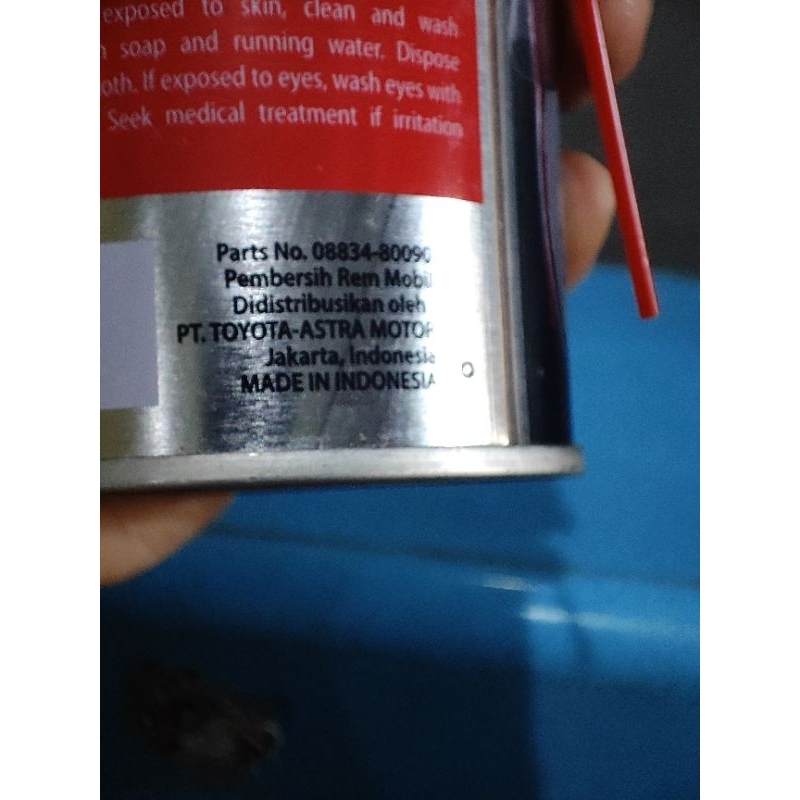 exposed to skin, clean and wash
soap and running water. Dispose
If exposed to eyes, wash eyes with
Seek medical treatment if irritation
Parts No. 08834-80090
Pembersih Rem Mobil
Didistribusikan oleh
PT. TOYOTA-ASTRA MOTOR
Jakarta, Indonesia
MADE IN INDONESIA